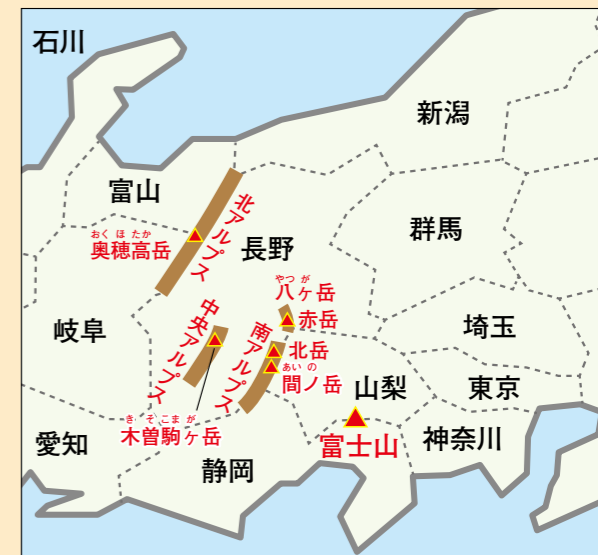 石川
新潟
富山
北アルプス
群馬
おくほたか
奥穂高岳
長野
やつが
八ヶ岳
赤岳
岐阜
中央アルプス
南アルプス
埼玉
北岳
あいの
間ノ岳
山梨
東京
きそこまが
木曽駒ヶ岳
愛知
静岡
富士山
神奈川